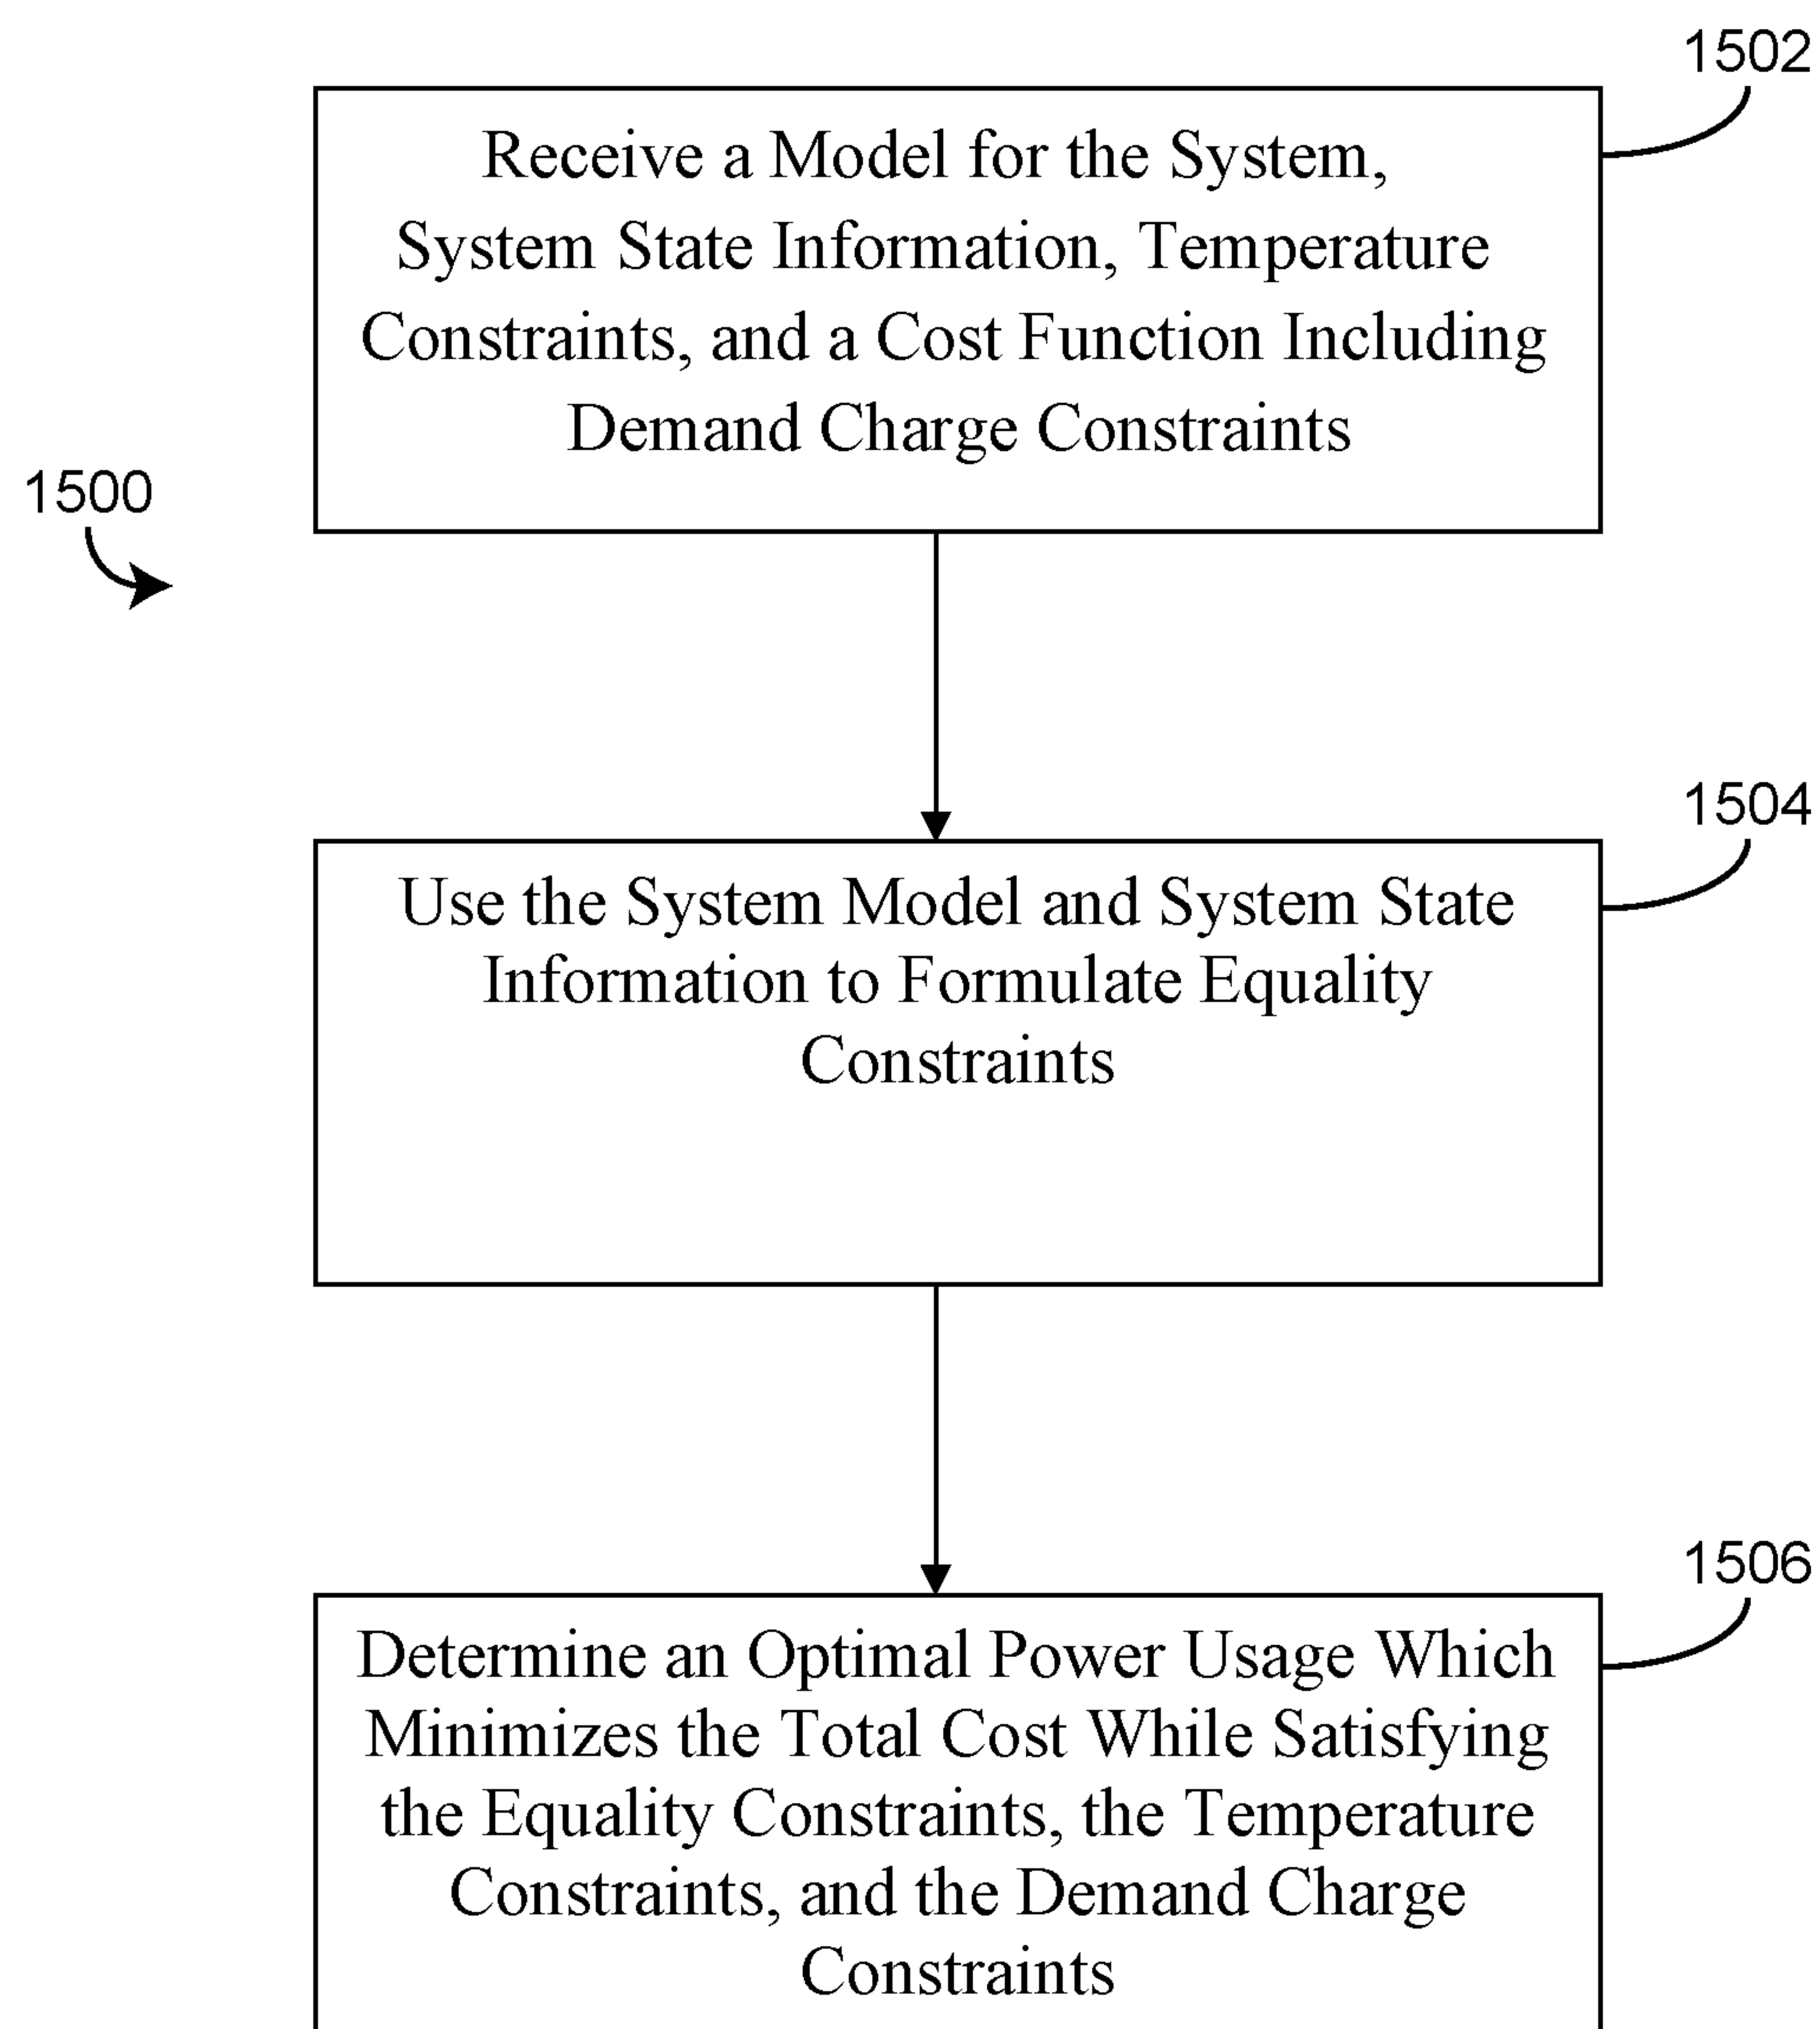 1502
Receive a Model for the System,
System State Information, Temperature
Constraints, and a Cost Function Including
Demand Charge Constraints
1500
1504
Use the System Model and System State
Information to Formulate Equality
Constraints
1506
Determine an Optimal Power Usage Which
Minimizes the Total Cost While Satisfying
the Equality Constraints, the Temperature
Constraints, and the Demand Charge
Constraints